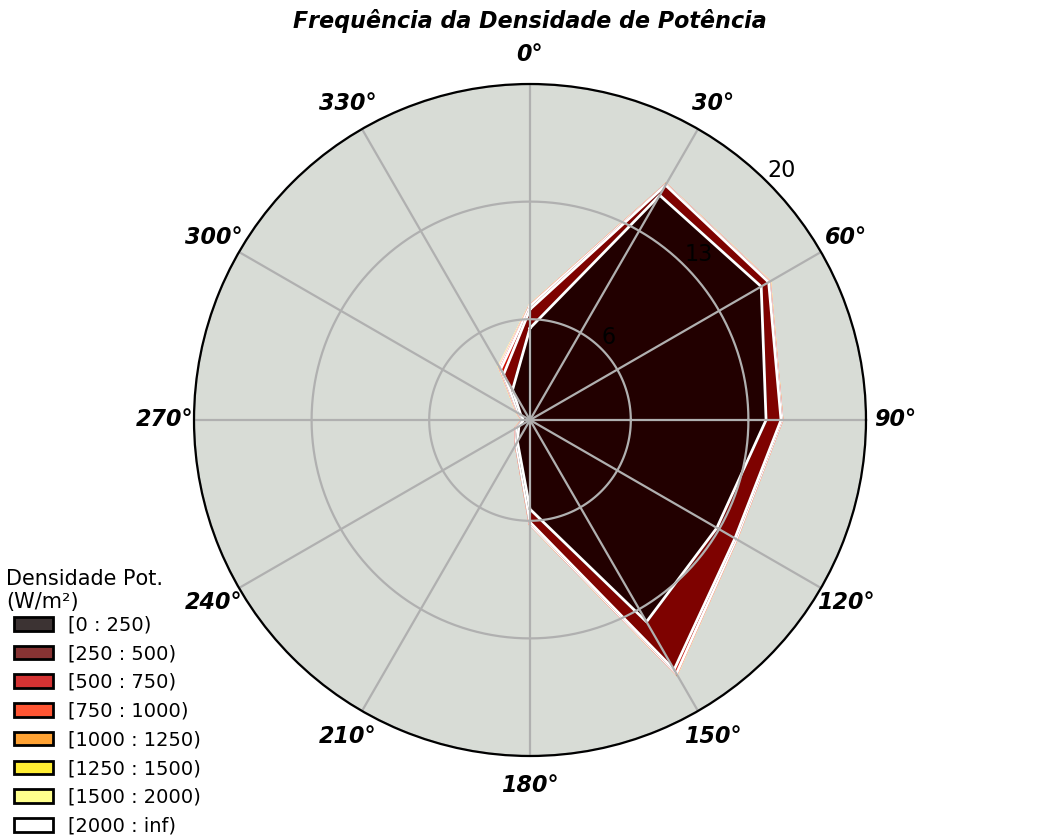 Frequência da Densidade de Potência
0°
330°
30°
20
300°
60°
13
6
270°
90°
240°
120°
210°
150°
180°
Densidade Pot.
(W/m²)
[0 : 250)
[250 : 500)
[500 : 750)
[750 : 1000)
[1000 : 1250)
[1250 : 1500)
[1500 : 2000)
[2000 : inf)